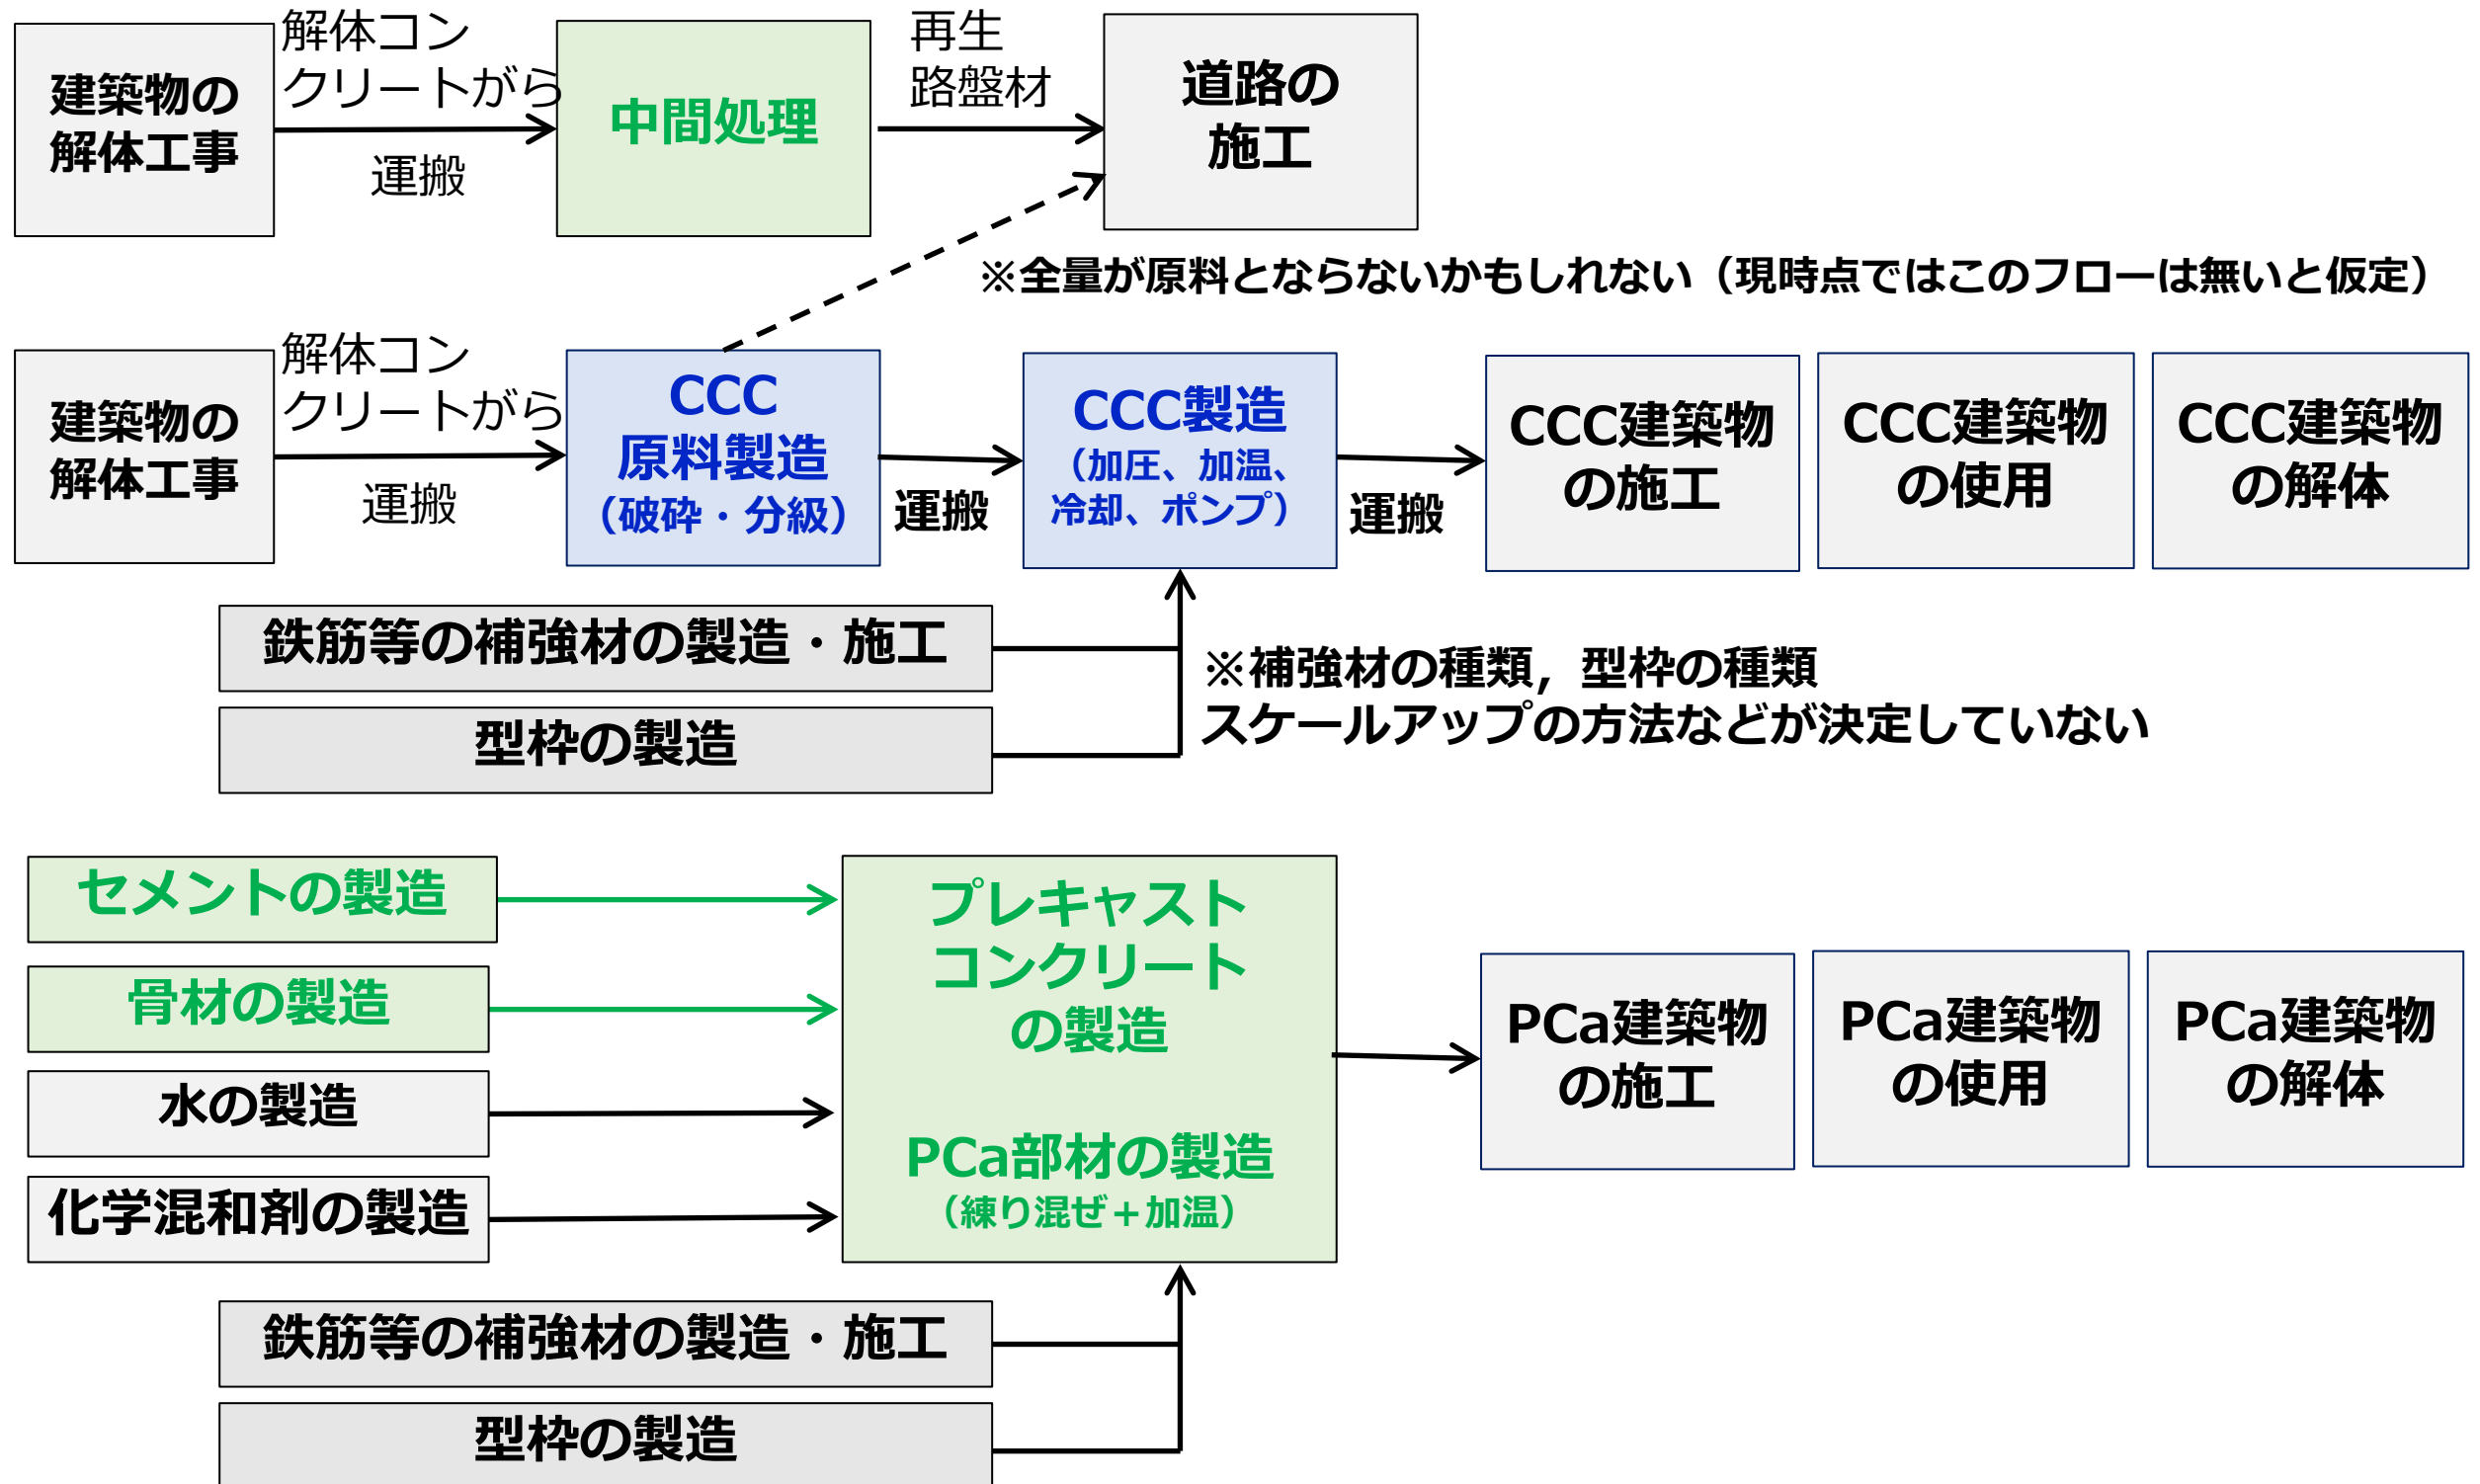 建築物の
解体工事
解体コン
クリートがら
運搬
中間処理
再生
路盤材
道路の
施工
※全量が原料とならないかもしれない（現時点ではこのフローは無いと仮定）
建築物の
解体工事
解体コン
クリートがら
運搬
CCC
原料製造
（破砕・分級）
運搬
CCC製造
（加圧、加温、
冷却、ポンプ）
運搬
CCC建築物
の施工
CCC建築物
の使用
CCC建築物
の解体
鉄筋等の補強材の製造・施工
型枠の製造
※補強材の種類，型枠の種類
スケールアップの方法などが決定していない
セメントの製造
骨材の製造
水の製造
化学混和剤の製造
プレキャスト
コンクリート
の製造
PCa部材の製造
（練り混ぜ＋加温）
PCa建築物
の施工
PCa建築物
の使用
PCa建築物
の解体
鉄筋等の補強材の製造・施工
型枠の製造